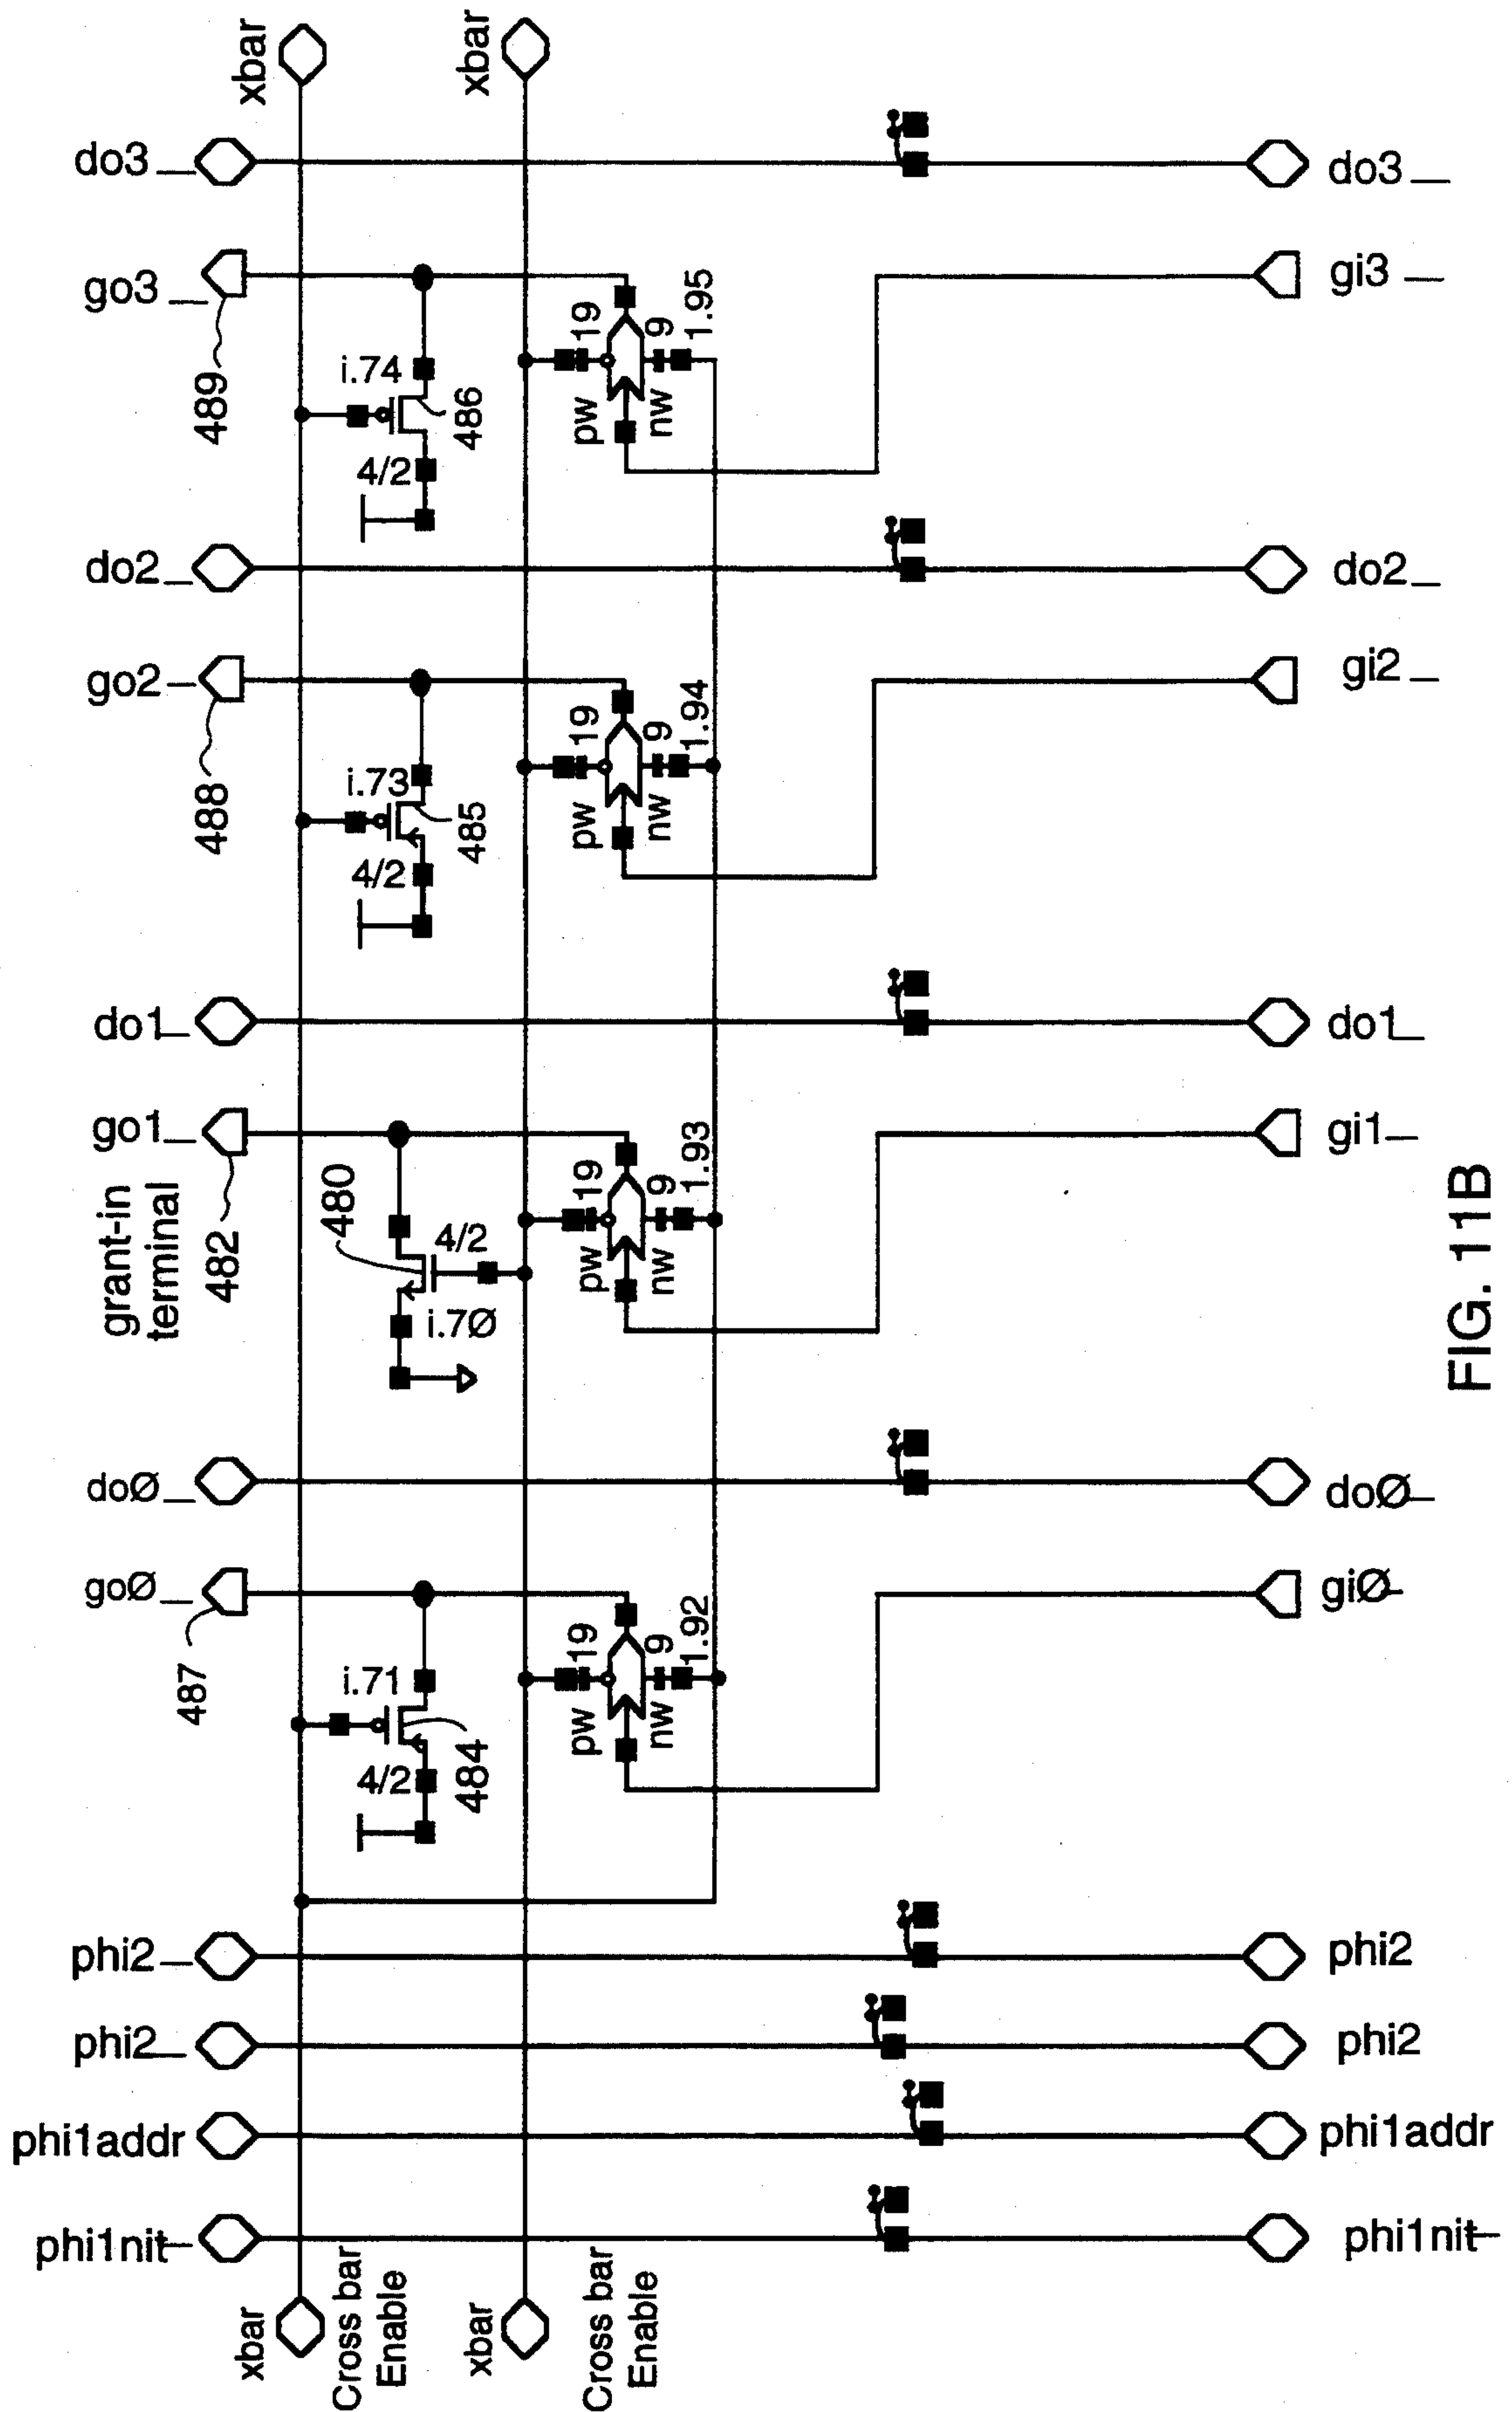 xbar
xbar
do3_
do3_
go3_
gi3_
489
i.74
486
4/2
19
9
1.95
pw
nw
do2_
do2_
go2_
gi2_
488
i.73
485
4/2
19
9
1.94
pw
nw
do1_
do1_
go1_
gi1_
grant-in
terminal
482
480
4/2
i.7Ø
19
9
1.93
pw
nw
doØ_
doØ_
goØ_
giØ-
487
i.71
484
4/2
19
9
1.92
pw
nw
phi2_
phi2
phi2_
phi2
phi1addr
phi1addr
phi1nit-
phi1nit-
xbar
Cross bar
Enable
xbar
Cross bar
Enable
FIG. 11B